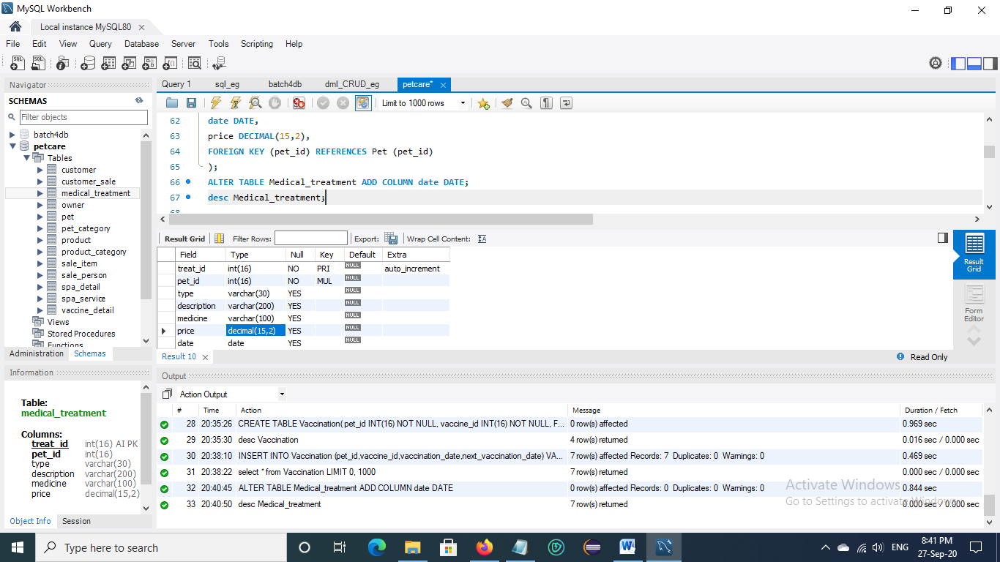 MySQL Workbench
Local instance MySQL80
File Edit View Query Database Server Tools Scripting Help
Navigator
SCHEMAS
Filter objects
batch4db
petcare
Tables
customer
customer_sale
medical_treatment
owner
pet
pet_category
product
product_category
sale_item
sale_person
spa_detail
spa_service
vaccine_detail
Views
Stored Procedures
Functions
Administration Schemas
Information
Table:
medical_treatment
Columns:
treat_id int(16) AI PK
pet_id int(16)
type varchar(30)
description varchar(200)
medicine varchar(100)
price decimal(15,2)
Object Info Session
Query 1 sql_eg batch4db dml_CRUD_eg petcare*
Limit to 1000 rows
62 date DATE,
63 price DECIMAL(15,2),
64 FOREIGN KEY (pet_id) REFERENCES Pet (pet_id)
65 );
66 ALTER TABLE Medical_treatment ADD COLUMN date DATE;
67 desc Medical_treatment;
68
Result Grid Filter Rows: Export: Wrap Cell Content:
Field Type Null Key Default Extra
treat_id int(16) NO PRI NULL auto_increment
pet_id int(16) NO MUL NULL
type varchar(30) YES NULL
description varchar(200) YES NULL
medicine varchar(100) YES NULL
price decimal(15,2) YES NULL
date date YES NULL
Result Grid
Form Editor
Result 10
Read Only
Output
Action Output
# Time Action Message Duration / Fetch
28 20:35:26 CREATE TABLE Vaccination( pet_id INT(16) NOT NULL, vaccine_id INT(16) NOT NULL, F... 0 row(s) affected 0.969 sec
29 20:35:30 desc Vaccination 4 row(s) returned 0.016 sec / 0.000 sec
30 20:38:10 INSERT INTO Vaccination (pet_id,vaccine_id,vaccination_date,next_vaccination_date) VA... 7 row(s) affected Records: 7 Duplicates: 0 Warnings: 0 0.469 sec
31 20:38:22 select * from Vaccination LIMIT 0, 1000 7 row(s) returned 0.000 sec / 0.000 sec
32 20:40:45 ALTER TABLE Medical_treatment ADD COLUMN date DATE 0 row(s) affected Records: 0 Duplicates: 0 Warnings: 0 0.844 sec
33 20:40:50 desc Medical_treatment 7 row(s) returned 0.000 sec / 0.000 sec
Activate Windows
Go to Settings to activate Windows.
Type here to search
ENG
8:41 PM
27-Sep-20